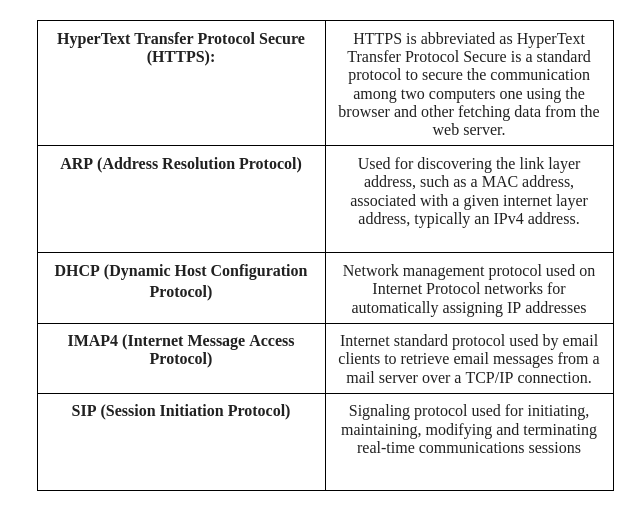 HyperText Transfer Protocol Secure
(HTTPS):
HTTPS is abbreviated as HyperText
Transfer Protocol Secure is a standard
protocol to secure the communication
among two computers one using the
browser and other fetching data from the
web server.
ARP (Address Resolution Protocol)
Used for discovering the link layer
address, such as a MAC address,
associated with a given internet layer
address, typically an IPv4 address.
DHCP (Dynamic Host Configuration
Protocol)
Network management protocol used on
Internet Protocol networks for
automatically assigning IP addresses
IMAP4 (Internet Message Access
Protocol)
Internet standard protocol used by email
clients to retrieve email messages from a
mail server over a TCP/IP connection.
SIP (Session Initiation Protocol)
Signaling protocol used for initiating,
maintaining, modifying and terminating
real-time communications sessions